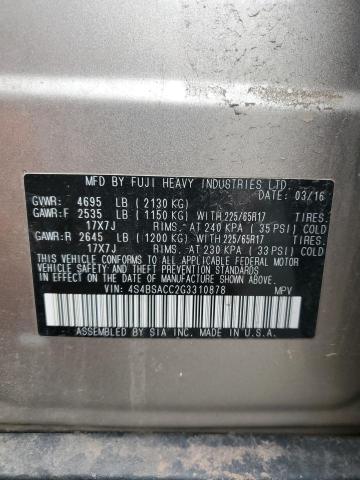 MFD BY FUJI HEAVY INDUSTRIES LTD.
DATE: 03/16
GVWR: 4695 LB (2130 KG)
GAWR:F 2535 LB (1150 KG) WITH 225/65R17 TIRES.
17X7J RIMS. AT 240 KPA (35 PSI) COLD
GAWR:R 2645 LB (1200 KG) WITH 225/65R17 TIRES.
17X7J RIMS. AT 230 KPA (33 PSI) COLD
THIS VEHICLE CONFORMS TO ALL APPLICABLE FEDERAL MOTOR
VEHICLE SAFETY, BUMPER, AND THEFT PREVENTION
STANDARDS IN EFFECT ON THE DATE OF MANUFACTURE SHOWN ABOVE.
VIN: 4S4BSACC2G3310878 MPV
ASSEMBLED BY SIA INC. MADE IN U.S.A.